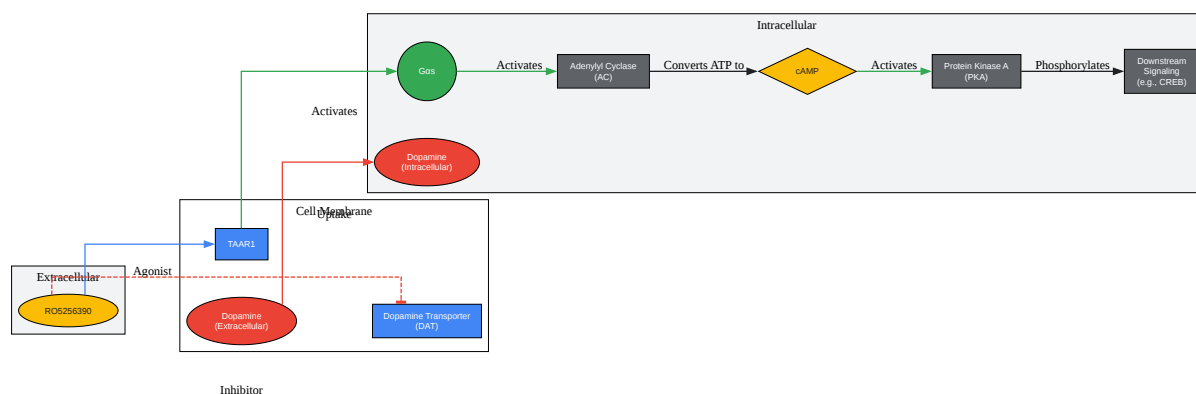 Intracellular
Gαs
Activates
Adenylyl Cyclase
(AC)
Converts ATP to
cAMP
Activates
Protein Kinase A
(PKA)
Phosphorylates
Downstream
Signaling
(e.g., CREB)
Activates
Dopamine
(Intracellular)
Cell Membrane
Uptake
TAAR1
Extracellular
Agonist
RO5256390
Dopamine
(Extracellular)
Dopamine Transporter
(DAT)
Inhibitor